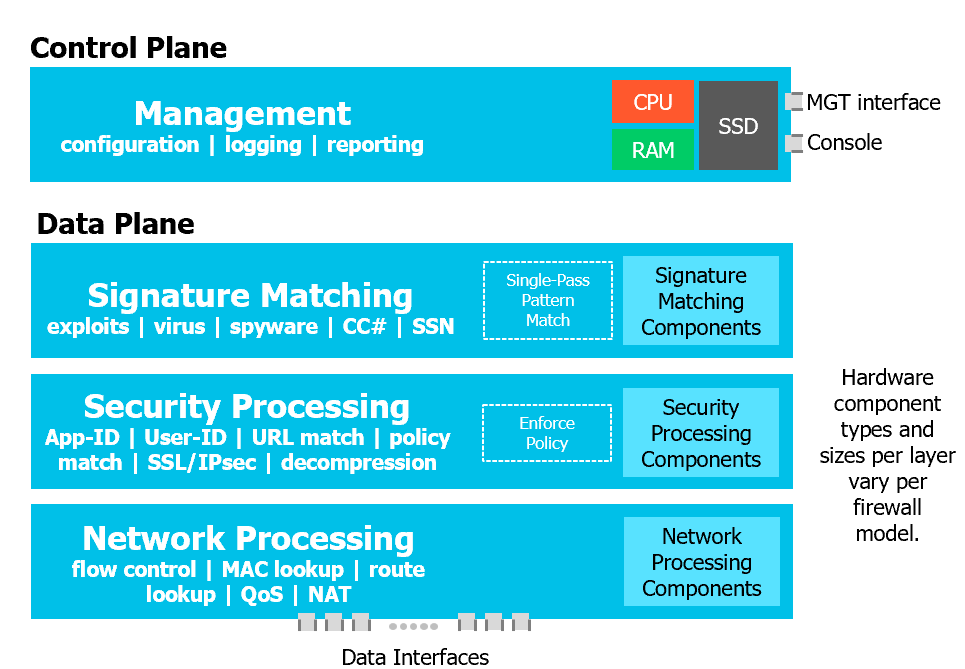 Control Plane
Management
configuration | logging | reporting
CPU
RAM
SSD
MGT interface
Console
Data Plane
Signature Matching
exploits | virus | spyware | CC# | SSN
Single-Pass
Pattern
Match
Signature
Matching
Components
Security Processing
App-ID | User-ID | URL match | policy
match | SSL/IPsec | decompression
Enforce
Policy
Security
Processing
Components
Network Processing
flow control | MAC lookup | route
lookup | QoS | NAT
Network
Processing
Components
Data Interfaces
Hardware
component
types and
sizes per layer
vary per
firewall
model.